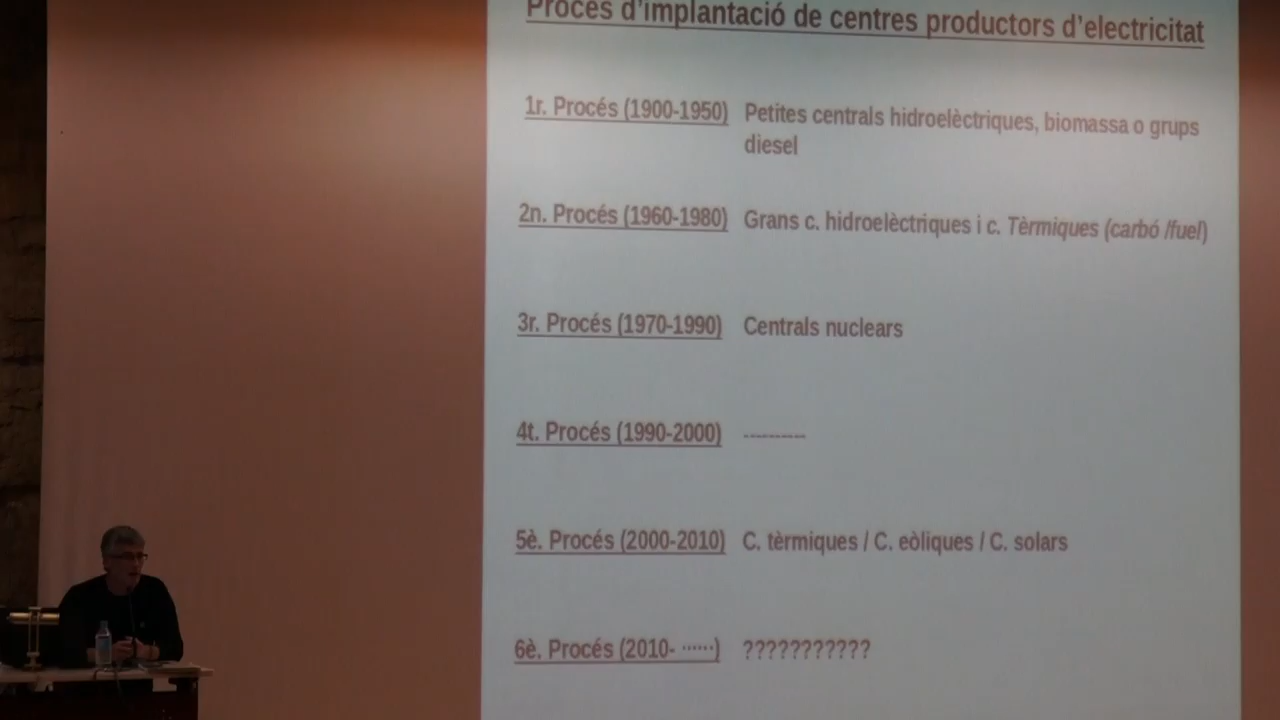 Procés d'implantació de centres productors d'electricitat
1r. Procés (1900-1950) Petites centrals hidroelèctriques, biomassa o grups
diesel
2n. Procés (1960-1980) Grans c. hidroelèctriques i c. Tèrmiques (carbó /fuel)
3r. Procés (1970-1990) Centrals nuclears
4t. Procés (1990-2000) ---------
5è. Procés (2000-2010) C. tèrmiques / C. eòliques / C. solars
6è. Procés (2010- ······) ???????????